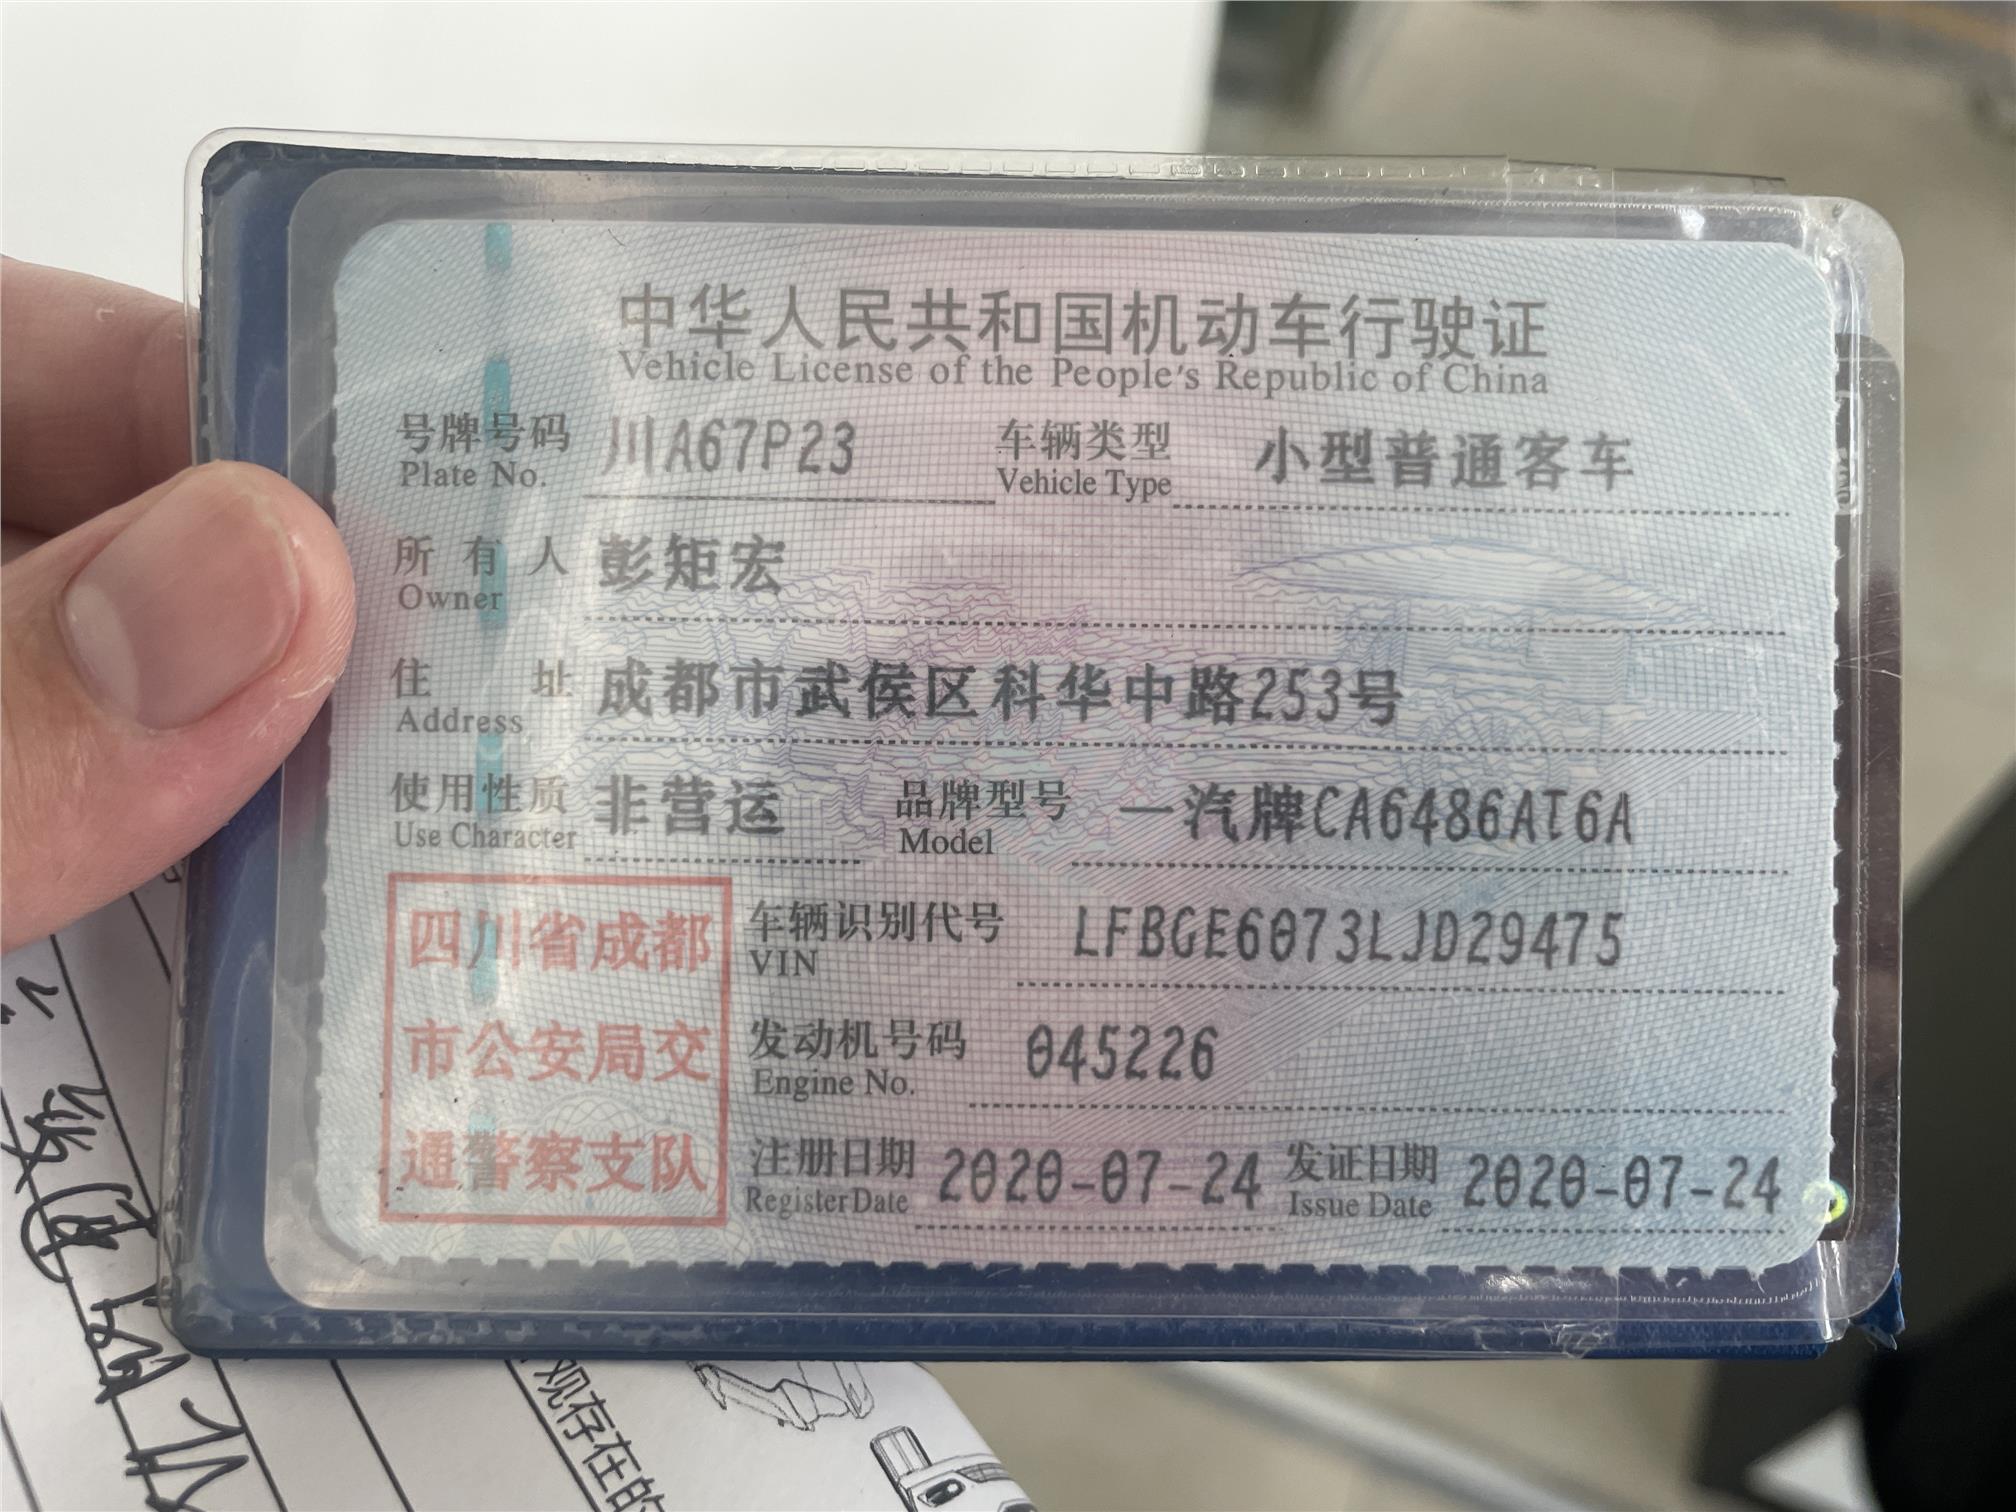 中华人民共和国机动车行驶证
Vehicle License of the People's Republic of China
号牌号码 川A67P23 车辆类型 小型普通客车
Plate No. Vehicle Type
所有人 彭矩宏
Owner
住址 成都市武侯区科华中路253号
Address
使用性质 非营运 品牌型号 一汽牌CA6486AT6A
Use Character Model
四川省成都
市公安局交
通警察支队
车辆识别代号 LFBGE6073LJD29475
VIN
发动机号码 045226
Engine No.
注册日期 2020-07-24 发证日期 2020-07-24
Register Date Issue Date
观存在的